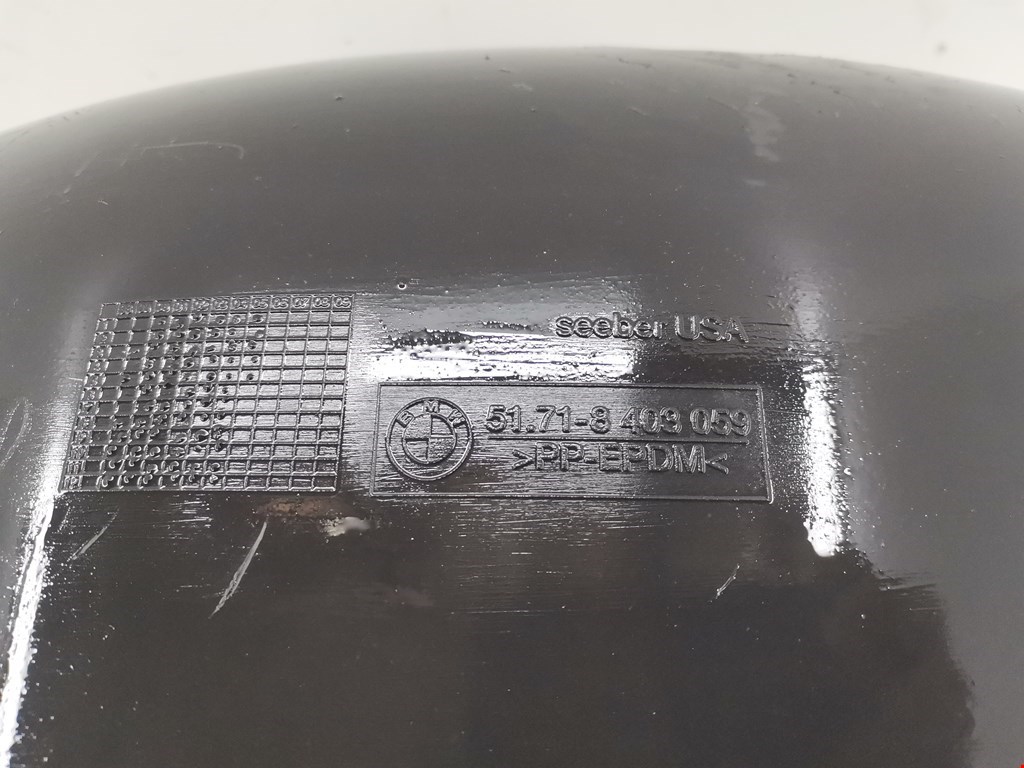 seeber USA
BMW
51.71-8 403 059
>PP-EPDM<